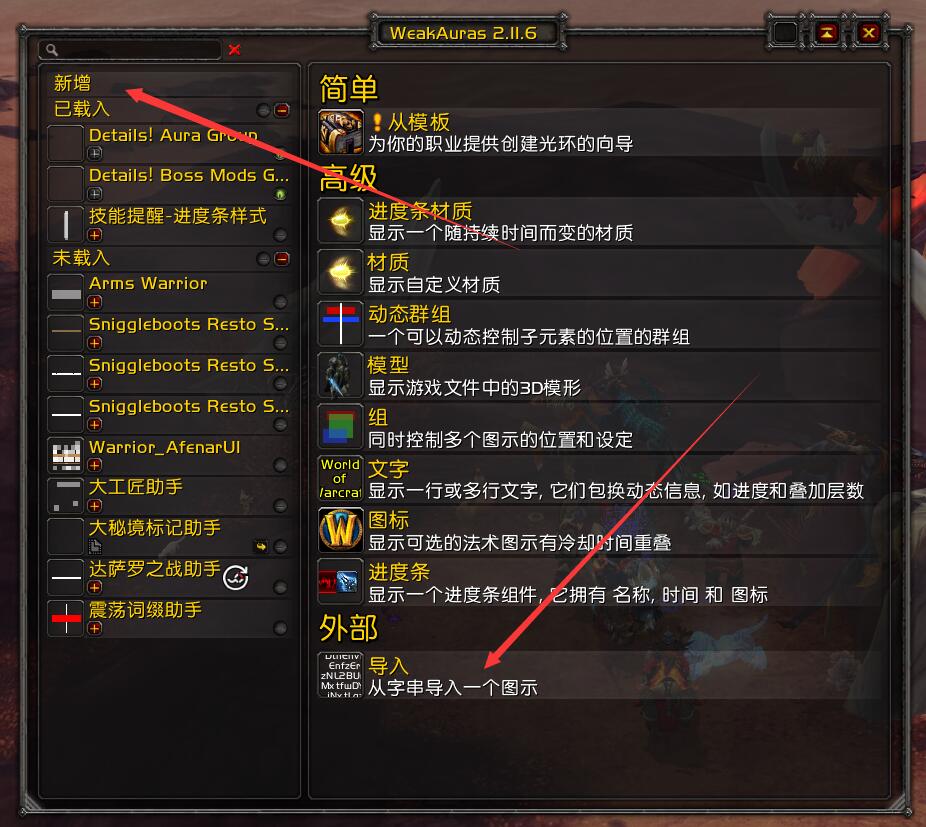 WeakAuras 2.11.6
新增
已载入
Details! Aura Group
Details! Boss Mods G...
技能提醒-进度条样式
未载入
Arms Warrior
Sniggleboots Resto S...
Sniggleboots Resto S...
Sniggleboots Resto S...
Warrior_AfenarUI
大工匠助手
大秘境标记助手
达萨罗之战助手
震荡词缀助手
简单
从模板
为你的职业提供创建光环的向导
高级
进度条材质
显示一个随持续时间而变的材质
材质
显示自定义材质
动态群组
一个可以动态控制子元素的位置的群组
模型
显示游戏文件中的3D模形
组
同时控制多个图示的位置和设定
World
of
文字
显示一行或多行文字, 它们包换动态信息, 如进度和叠加层数
图标
显示可选的法术图示有冷却时间重叠
进度条
显示一个进度条组件, 它拥有 名称, 时间 和 图标
外部
导入
从字串导入一个图示